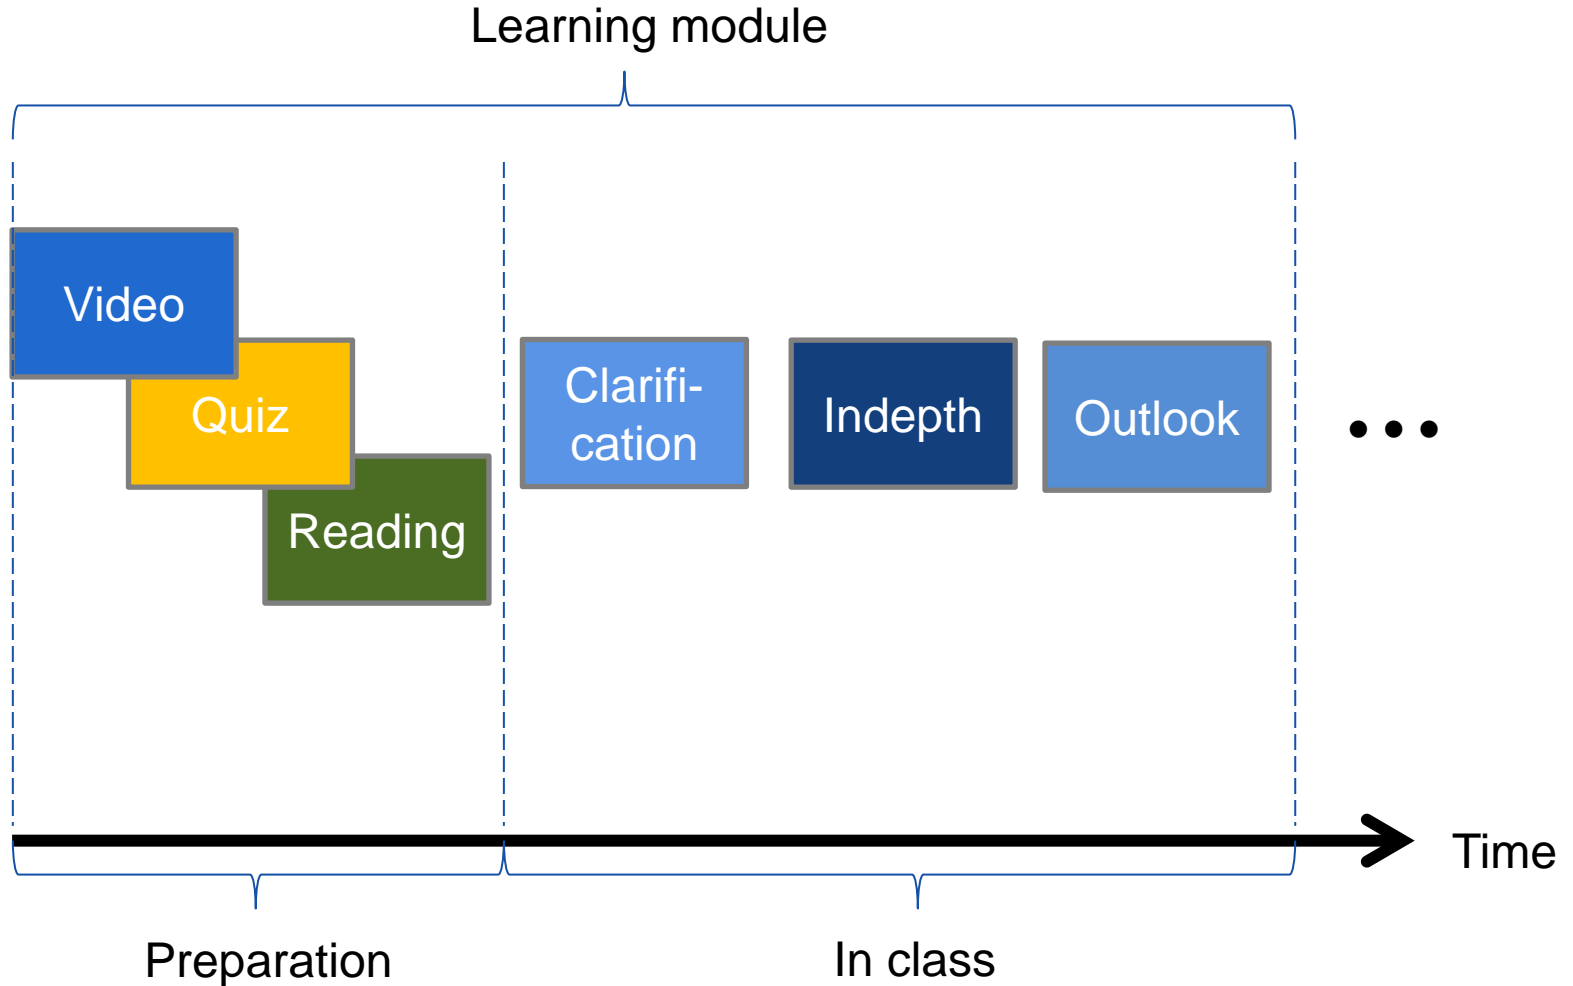 Learning module
Video
Quiz
Reading
Clarifi-
cation
Indepth
Outlook
...
Time
Preparation
In class